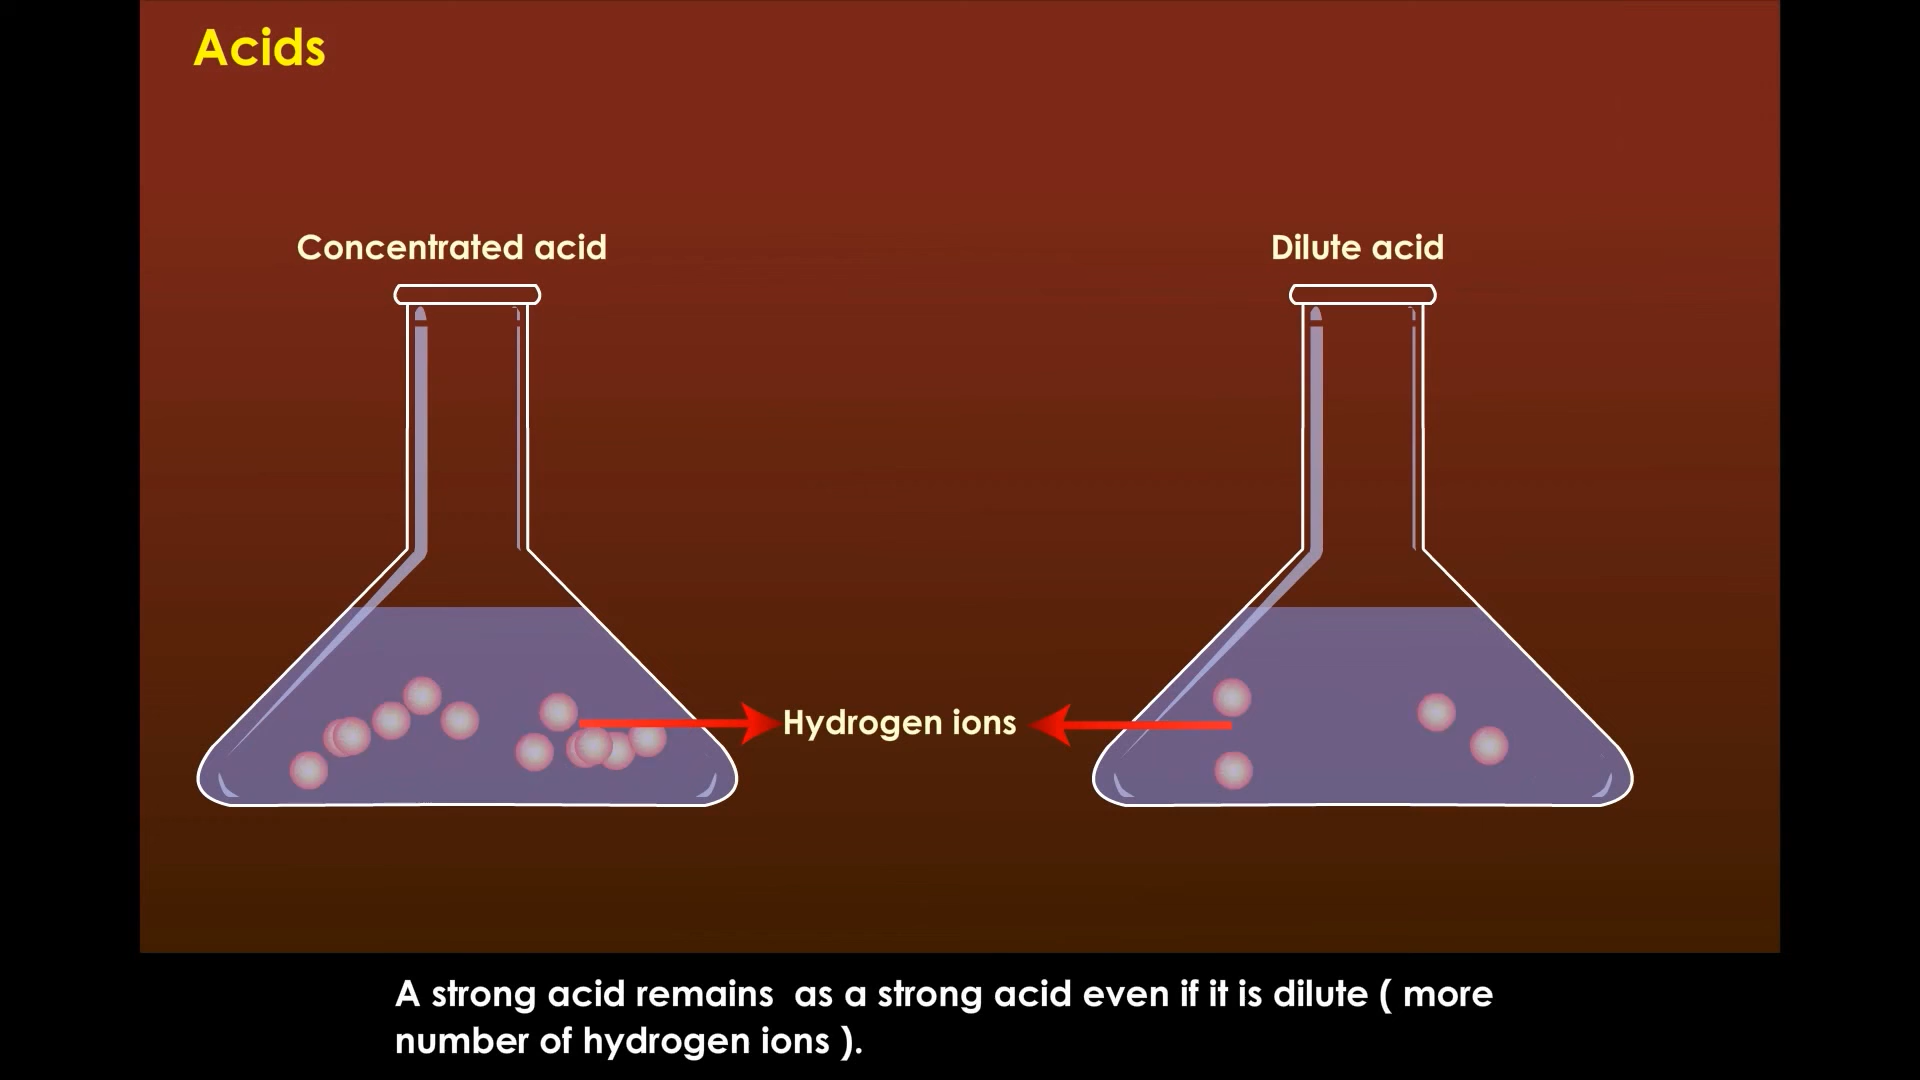 Acids
Concentrated acid
Dilute acid
Hydrogen ions
A strong acid remains  as a strong acid even if it is dilute ( more
number of hydrogen ions ).